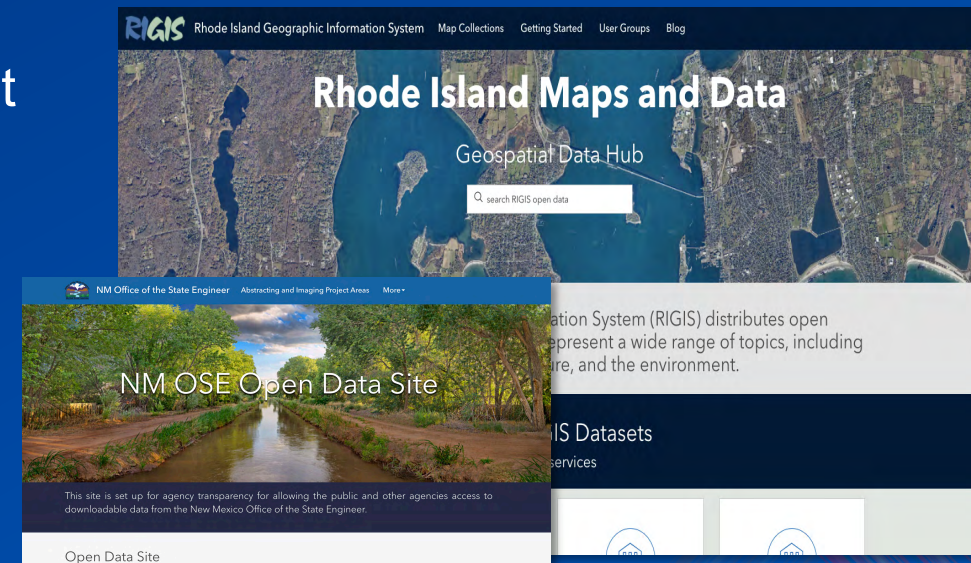 t
RIGIS Rhode Island Geographic Information System Map Collections Getting Started User Groups Blog
Rhode Island Maps and Data
Geospatial Data Hub
search RIGIS open data
ation System (RIGIS) distributes open
epresent a wide range of topics, including
ure, and the environment.
IS Datasets
services
NM Office of the State Engineer Abstracting and Imaging Project Areas More
NM OSE Open Data Site
This site is set up for agency transparency for allowing the public and other agencies access to
downloadable data from the New Mexico Office of the State Engineer.
Open Data Site